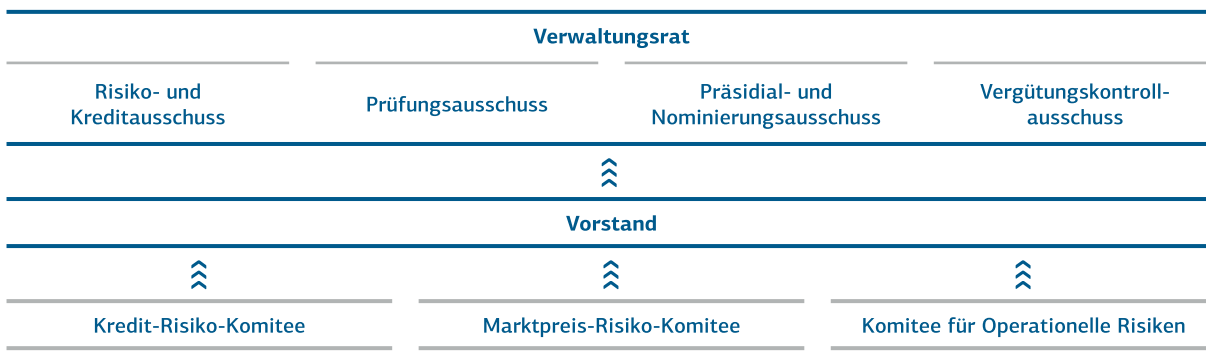 Verwaltungsrat
Risiko- und
Kreditausschuss
Prüfungsausschuss
Präsidial- und
Nominierungsausschuss
Vergütungskontroll-
ausschuss
Vorstand
Kredit-Risiko-Komitee
Marktpreis-Risiko-Komitee
Komitee für Operationelle Risiken